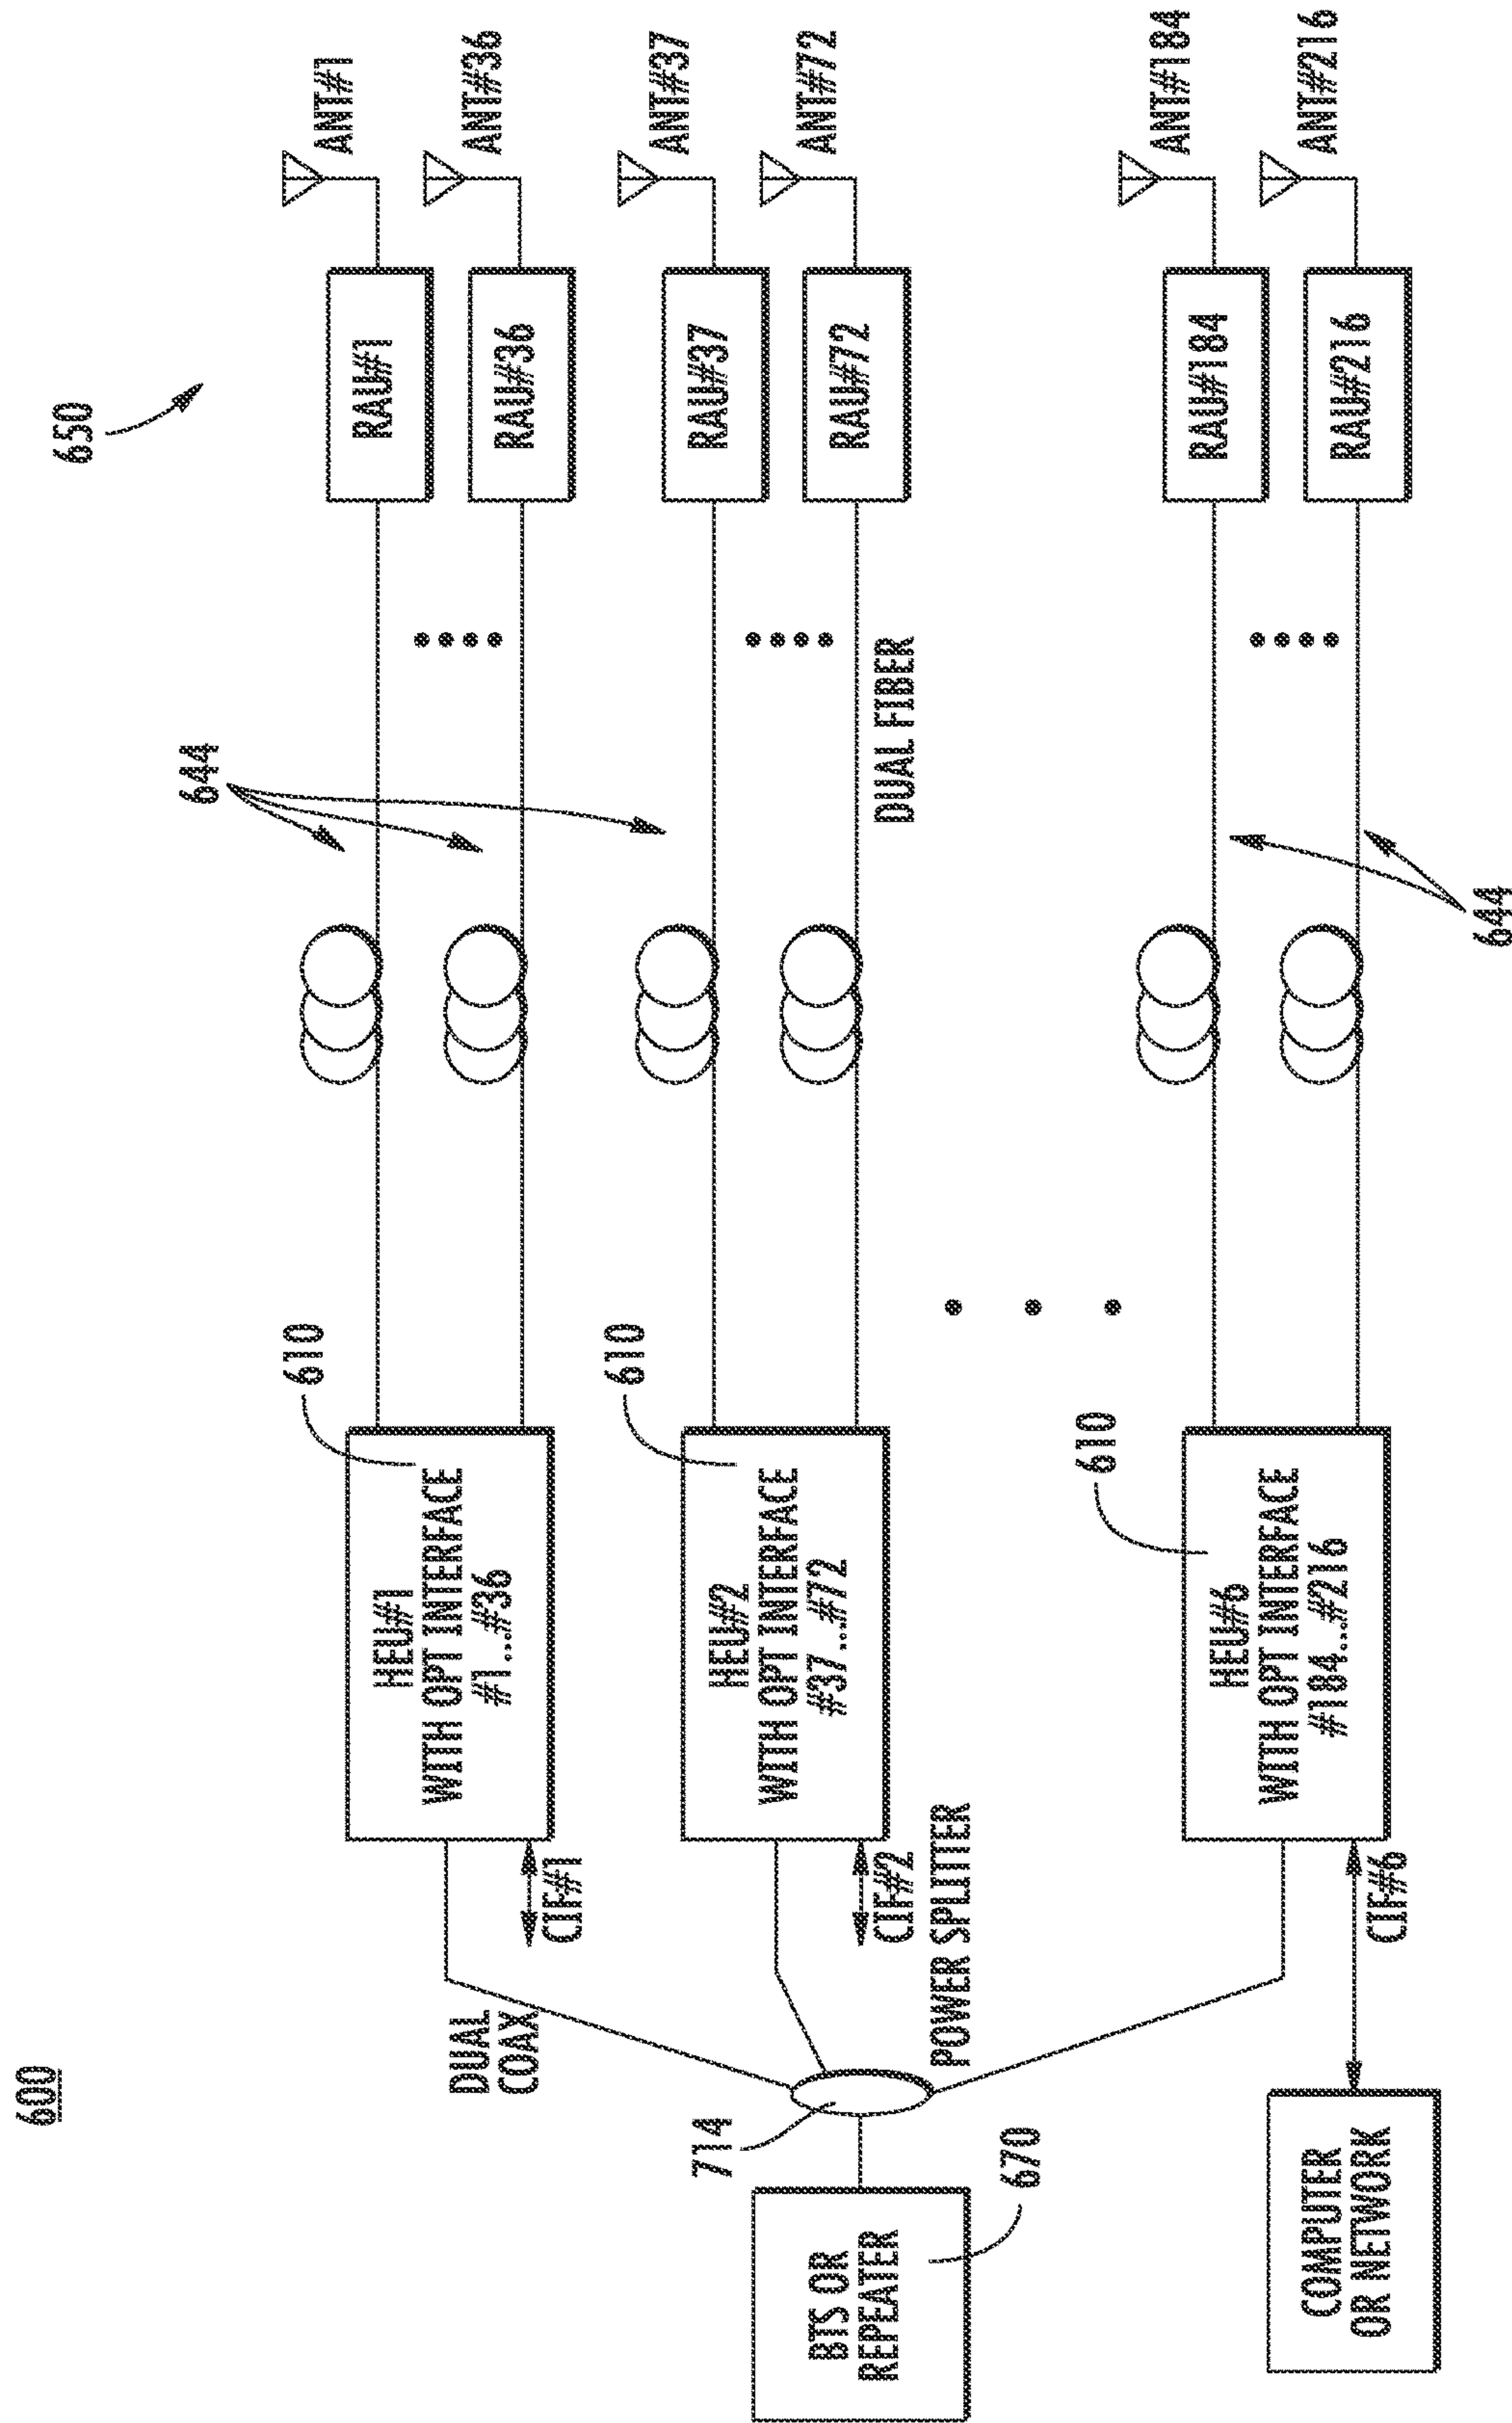 600
650
BTS OR
REPEATER
670
714
COMPUTER
OR NETWORK
DUAL
COAX
POWER SPLITTER
CIF#1
CIF#2
CIF#6
610
HEU#1
WITH OPT INTERFACE
#1...#36
610
HEU#2
WITH OPT INTERFACE
#37...#72
610
HEU#6
WITH OPT INTERFACE
#184...#216
644
DUAL FIBER
644
RAU#1
RAU#36
RAU#37
RAU#72
RAU#184
RAU#216
ANT#1
ANT#36
ANT#37
ANT#72
ANT#184
ANT#216